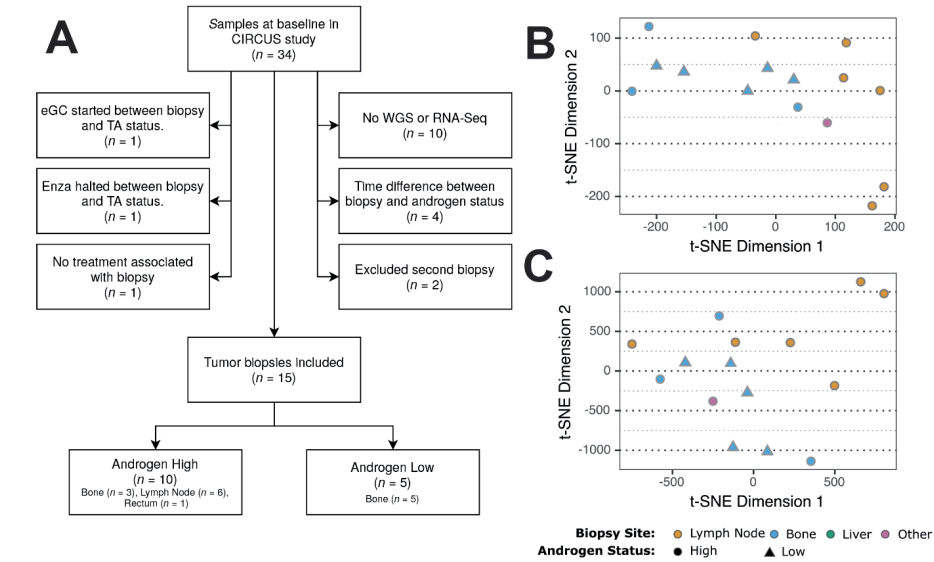 A
Samples at baseline in
CIRCUS study
(n = 34)
eGC started between biopsy
and TA status.
(n = 1)
No WGS or RNA-Seq
(n = 10)
Enza halted between biopsy
and TA status.
(n = 1)
Time difference between
biopsy and androgen status
(n = 4)
No treatment associated
with biopsy
(n = 1)
Excluded second biopsy
(n = 2)
Tumor biopsies included
(n = 15)
Androgen High
(n = 10)
Bone (n = 3), Lymph Node (n = 6),
Rectum (n = 1)
Androgen Low
(n = 5)
Bone (n = 5)
B
t-SNE Dimension 2
100
0
-100
-200
-200 -100 0 100 200
t-SNE Dimension 1
C
t-SNE Dimension 2
1000
500
0
-500
-1000
-500 0 500
t-SNE Dimension 1
Biopsy Site: Lymph Node Bone Liver Other
Androgen Status: High Low